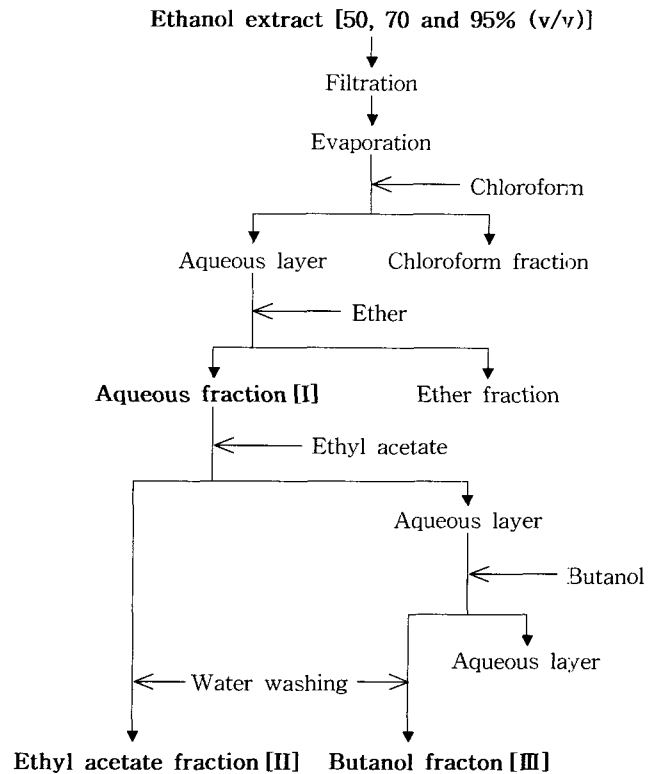 Ethanol extract [50, 70 and 95% (v/v)]
Filtration
Evaporation
Chloroform
Aqueous layer
Chloroform fraction
Ether
Aqueous fraction [I]
Ether fraction
Ethyl acetate
Aqueous layer
Butanol
Aqueous layer
Water washing
Ethyl acetate fraction [II]
Butanol fracton [III]